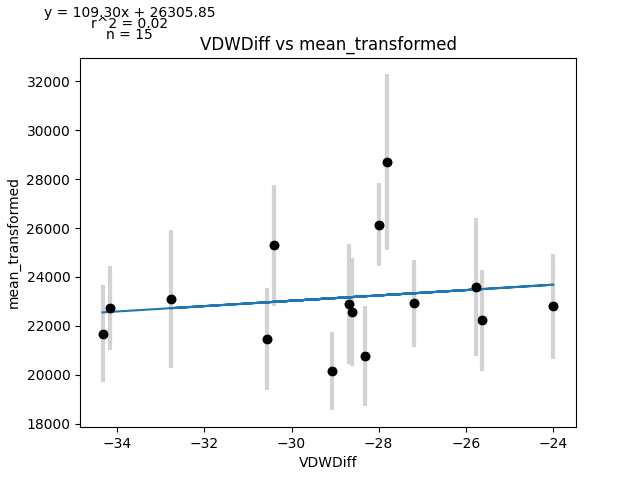 y = 109.30x + 26305.85
r^2 = 0.02
n = 15
VDWDiff vs mean_transformed
32000
30000
28000
26000
24000
22000
20000
18000
mean_transformed
−34
−32
−30
−28
−26
−24
VDWDiff